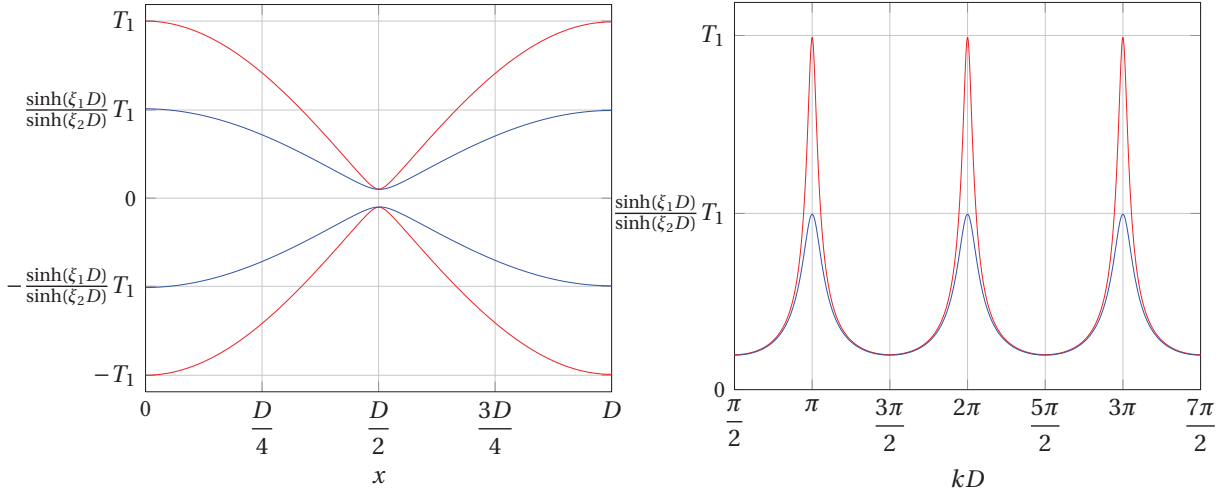 T₁
sinh(ξ₁D)/sinh(ξ₂D) T₁
0
−sinh(ξ₁D)/sinh(ξ₂D) T₁
−T₁
0 D/4 D/2 3D/4 D
x
T₁
sinh(ξ₁D)/sinh(ξ₂D) T₁
0
π/2 π 3π/2 2π 5π/2 3π 7π/2
kD